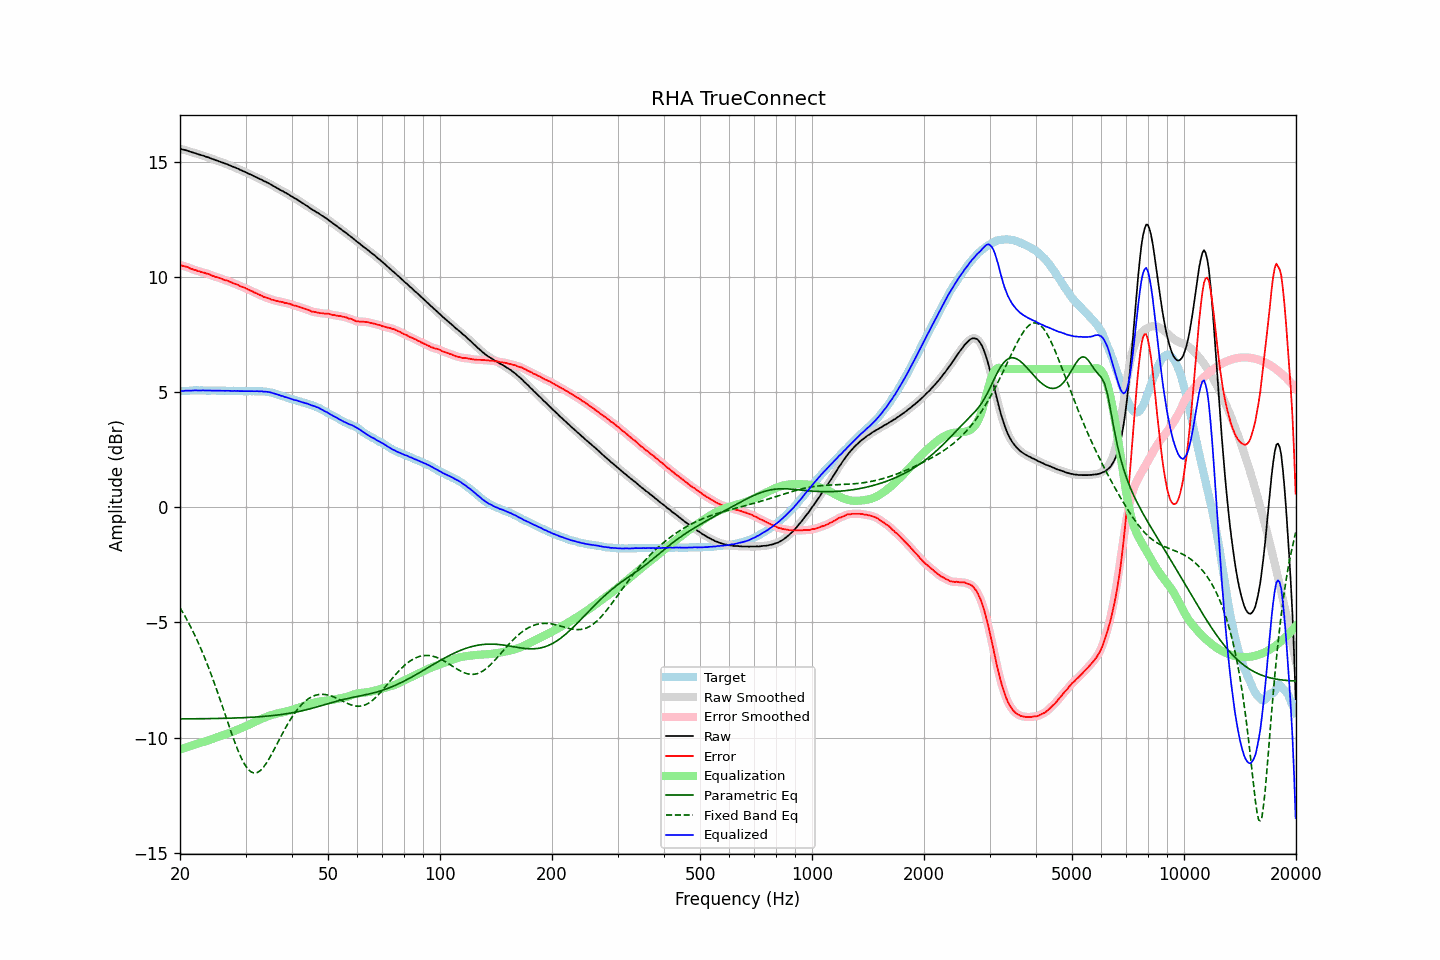 RHA TrueConnect
Amplitude (dBr)
15
10
5
0
−5
−10
−15
Target
Raw Smoothed
Error Smoothed
Raw
Error
Equalization
Parametric Eq
Fixed Band Eq
Equalized
20 50 100 200 500 1000 2000 5000 10000 20000
Frequency (Hz)